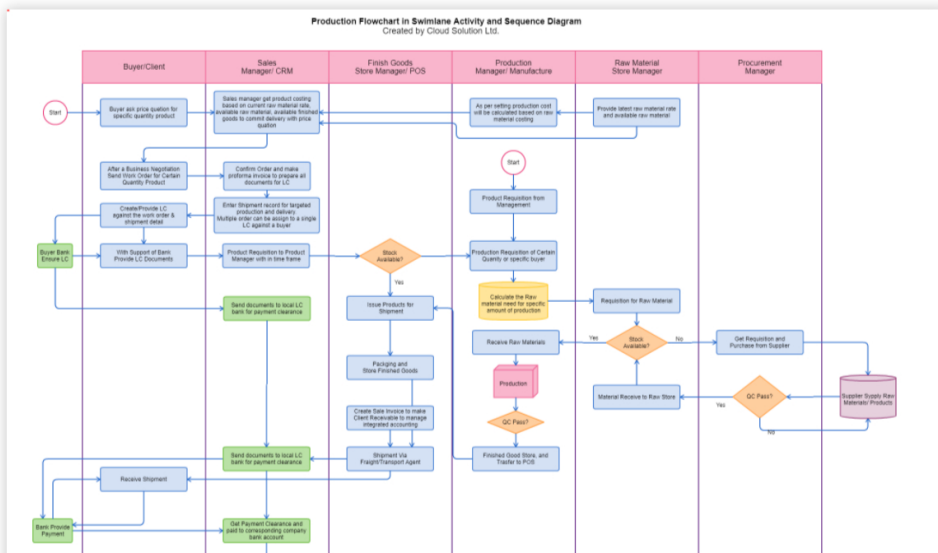 Production Flowchart in Swimlane Activity and Sequence Diagram
Created by Cloud Solution Ltd.
Buyer/Client
Sales
Manager/ CRM
Finish Goods
Store Manager/ POS
Production
Manager/ Manufacture
Raw Material
Store Manager
Procurement
Manager
Start
Buyer asn price quation for
specific quantity product
Sales manager get product costing
based on current raw material rate,
available raw material, available finished
goods to commit delivery with price
quation
As per setting production cost
will be calculated based on raw
material costing
Provide latest raw material rate
and available raw material
Start
After a Business Negotiation
Send Work Order for Certain
Quantity Product
Confirm Order and make
proforma invoice to prepare all
documents for LC
Product Requistion from
Management
Create/Provide LC
against the work order &
shipment detail
Enter Shipment record for targeted
production and delivery.
Multiple order can be assign to a single
LC against a buyer
Buyer Bank
Ensure LC
With Support of Bank
Provide LC Documents
Product Requisition to Product
Manager with in time frame
Stock
Available?
Production Requisition of Certain
Quantiy or specific buyer
Yes
Send documents to local LC
bank for payment clearance
Issue Products for
Shipment
Calculate the Raw
material need for specific
amount of production
Requisition for Raw Material
Receive Raw Materials
Yes
Stock
Available?
No
Get Requisition and
Purchase from Supplier
Packging and
Store Finished Goods
Production
Material Receive to Raw Store
Yes
QC Pass?
No
Supplier Supply Raw
Materials/ Products
Create Sale Invoice to make
Client Receivable to manage
integrated accounting
QC Pass?
Send documents to local LC
bank for payment clearance
Shipment Via
Freight/Transport Agent
Finished Good Store, and
Trasfer to POS
Receive Shipment
Bank Provide
Payment
Get Payment Clearance and
paid to corresponding company
bank account